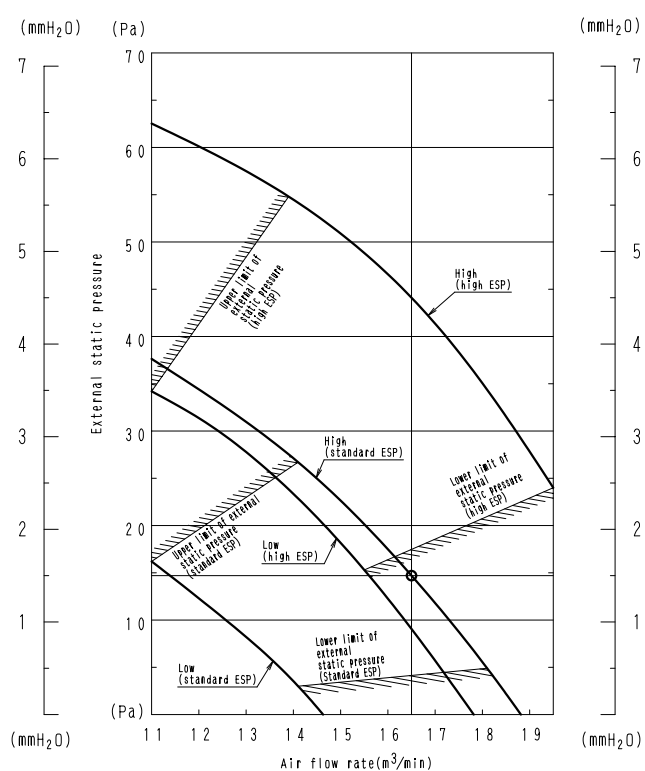 (mmH2O)
(Pa)
(mmH2O)
7
70
7
6
60
6
5
50
5
4
40
4
3
30
3
2
20
2
1
10
1
(mmH2O)
(Pa)
(mmH2O)
External static pressure
Upper limit of
external
static pressure
(high ESP)
High
(high ESP)
High
(standard ESP)
Lower limit of
external
static pressure
(high ESP)
Upper limit of external
static pressure
(standard ESP)
Low
(high ESP)
Lower limit of
external
static pressure
(Standard ESP)
Low
(standard ESP)
11 12 13 14 15 16 17 18 19
Air flow rate(m3/min)